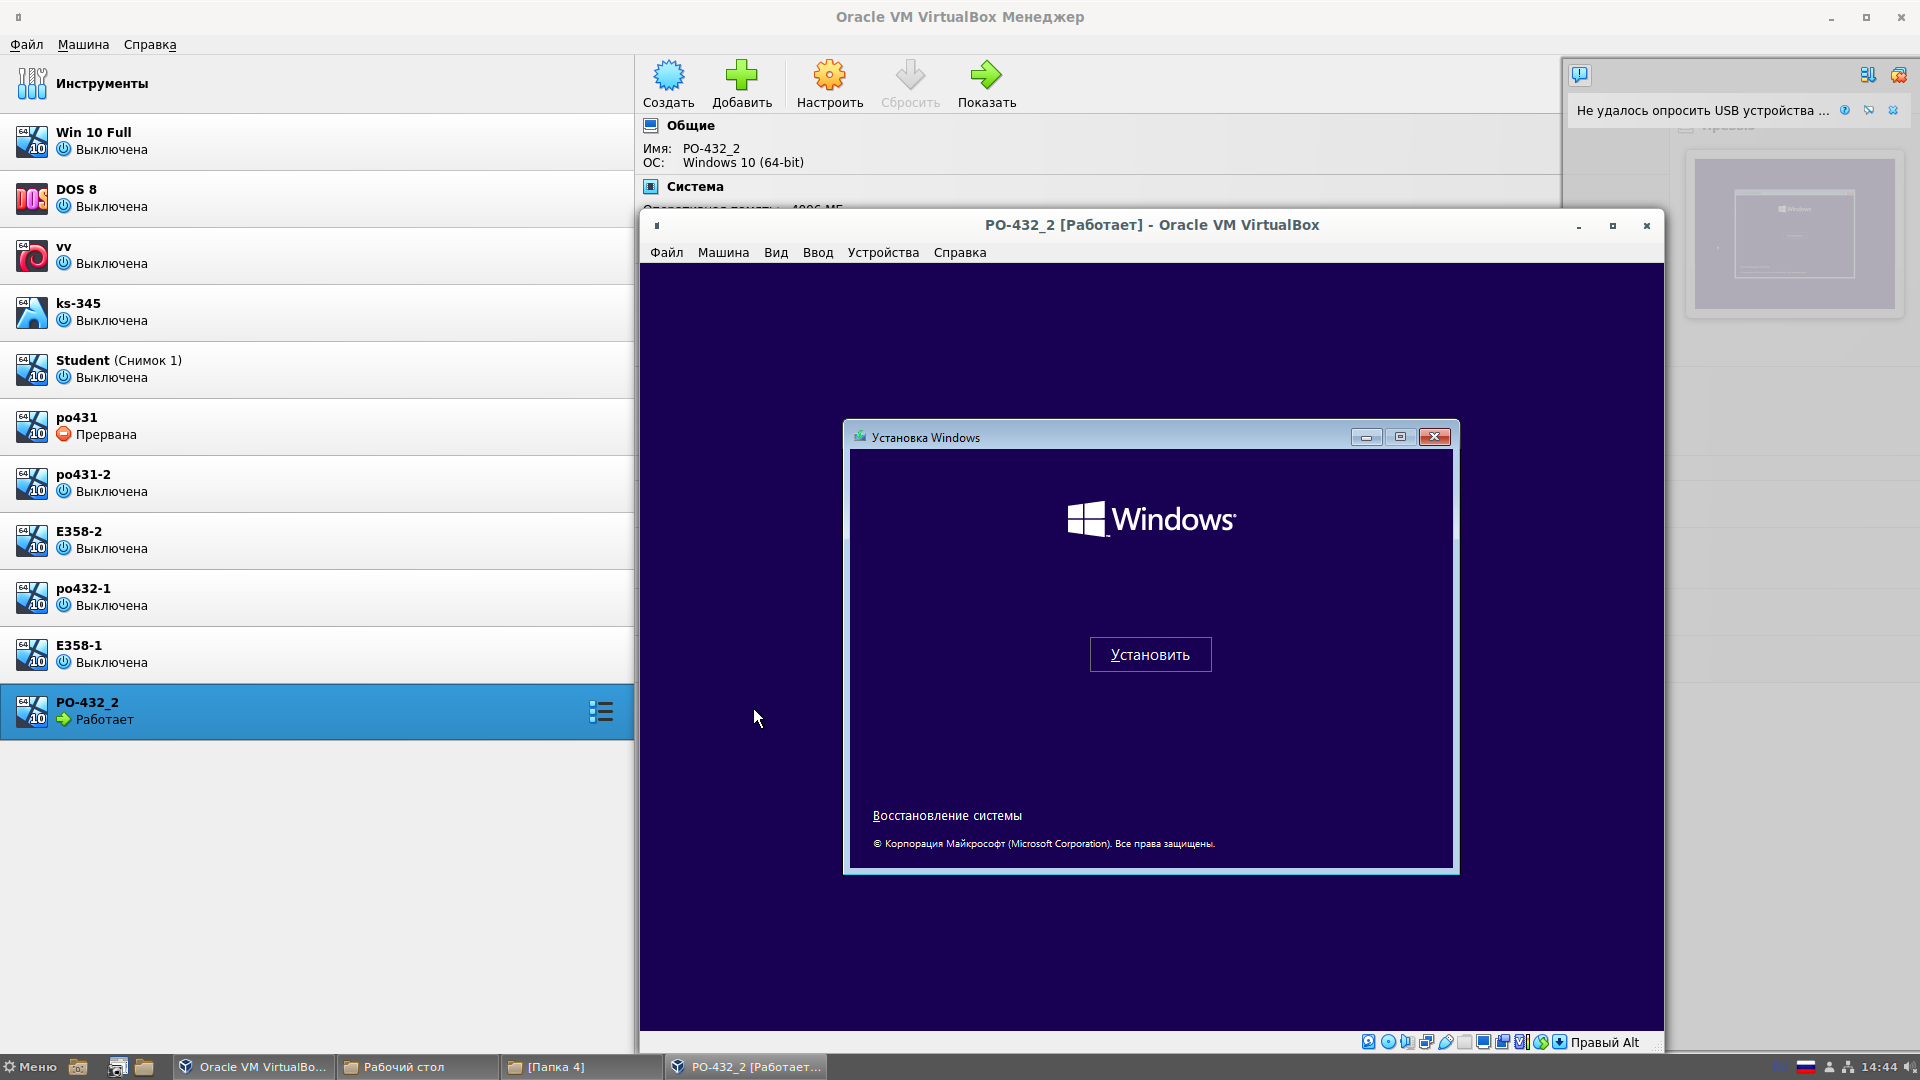 Oracle VM VirtualBox Менеджер
Файл Машина Справка
Инструменты
Создать Добавить Настроить Сбросить Показать
Не удалось опросить USB устройства ...
Win 10 Full
Выключена
DOS 8
Выключена
vv
Выключена
ks-345
Выключена
Student (Снимок 1)
Выключена
po431
Прервана
po431-2
Выключена
E358-2
Выключена
po432-1
Выключена
E358-1
Выключена
PO-432_2
Работает
Общие
Имя: PO-432_2
ОС: Windows 10 (64-bit)
Система
PO-432_2 [Работает] - Oracle VM VirtualBox
Файл Машина Вид Ввод Устройства Справка
Установка Windows
Windows
Установить
Восстановление системы
© Корпорация Майкрософт (Microsoft Corporation). Все права защищены.
Правый Alt
Меню Oracle VM VirtualBo... Рабочий стол [Папка 4] PO-432_2 [Работает... 14:44